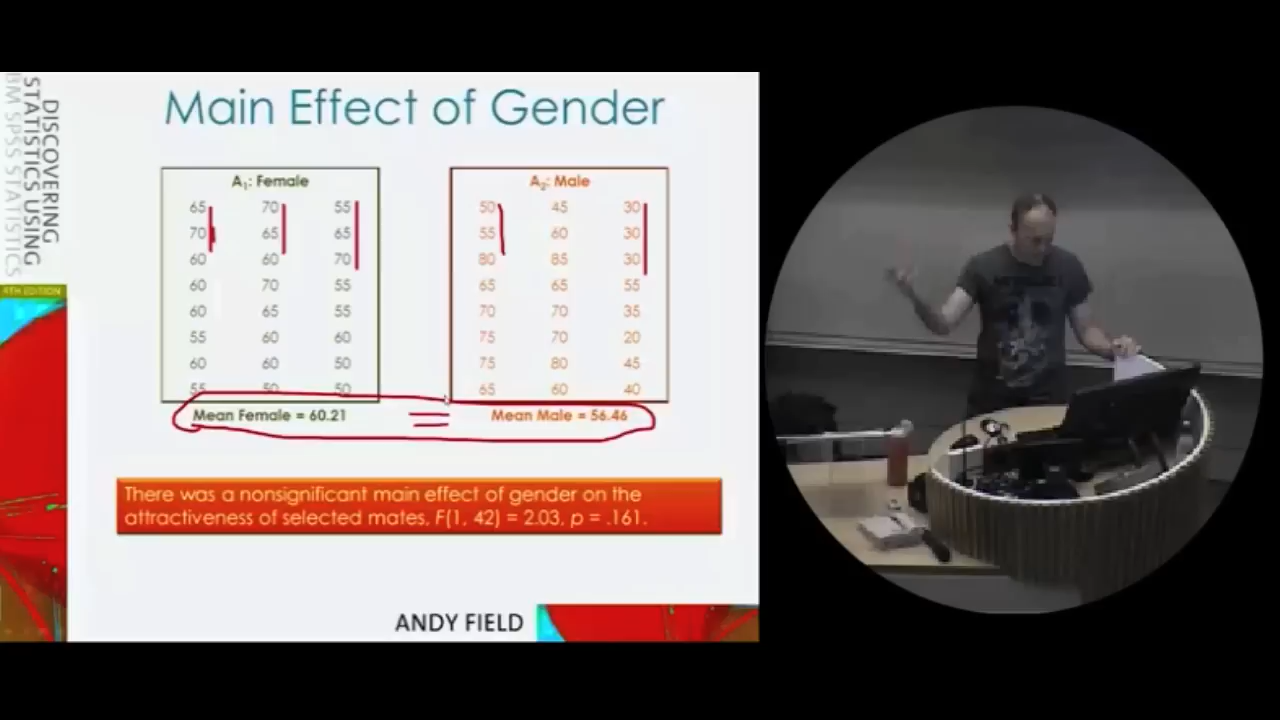 DISCOVERING
STATISTICS USING
IBM SPSS STATISTICS
4TH EDITION
Main Effect of Gender
A₁: Female
65 70 55
70 65 65
60 60 70
60 70 55
60 65 55
55 60 60
60 60 50
55 50 50
Mean Female = 60.21
=
A₂: Male
50 45 30
55 60 30
80 85 30
65 65 55
70 70 35
75 70 20
75 80 45
65 60 40
Mean Male = 56.46
There was a nonsignificant main effect of gender on the
attractiveness of selected mates, F(1, 42) = 2.03, p = .161.
ANDY FIELD